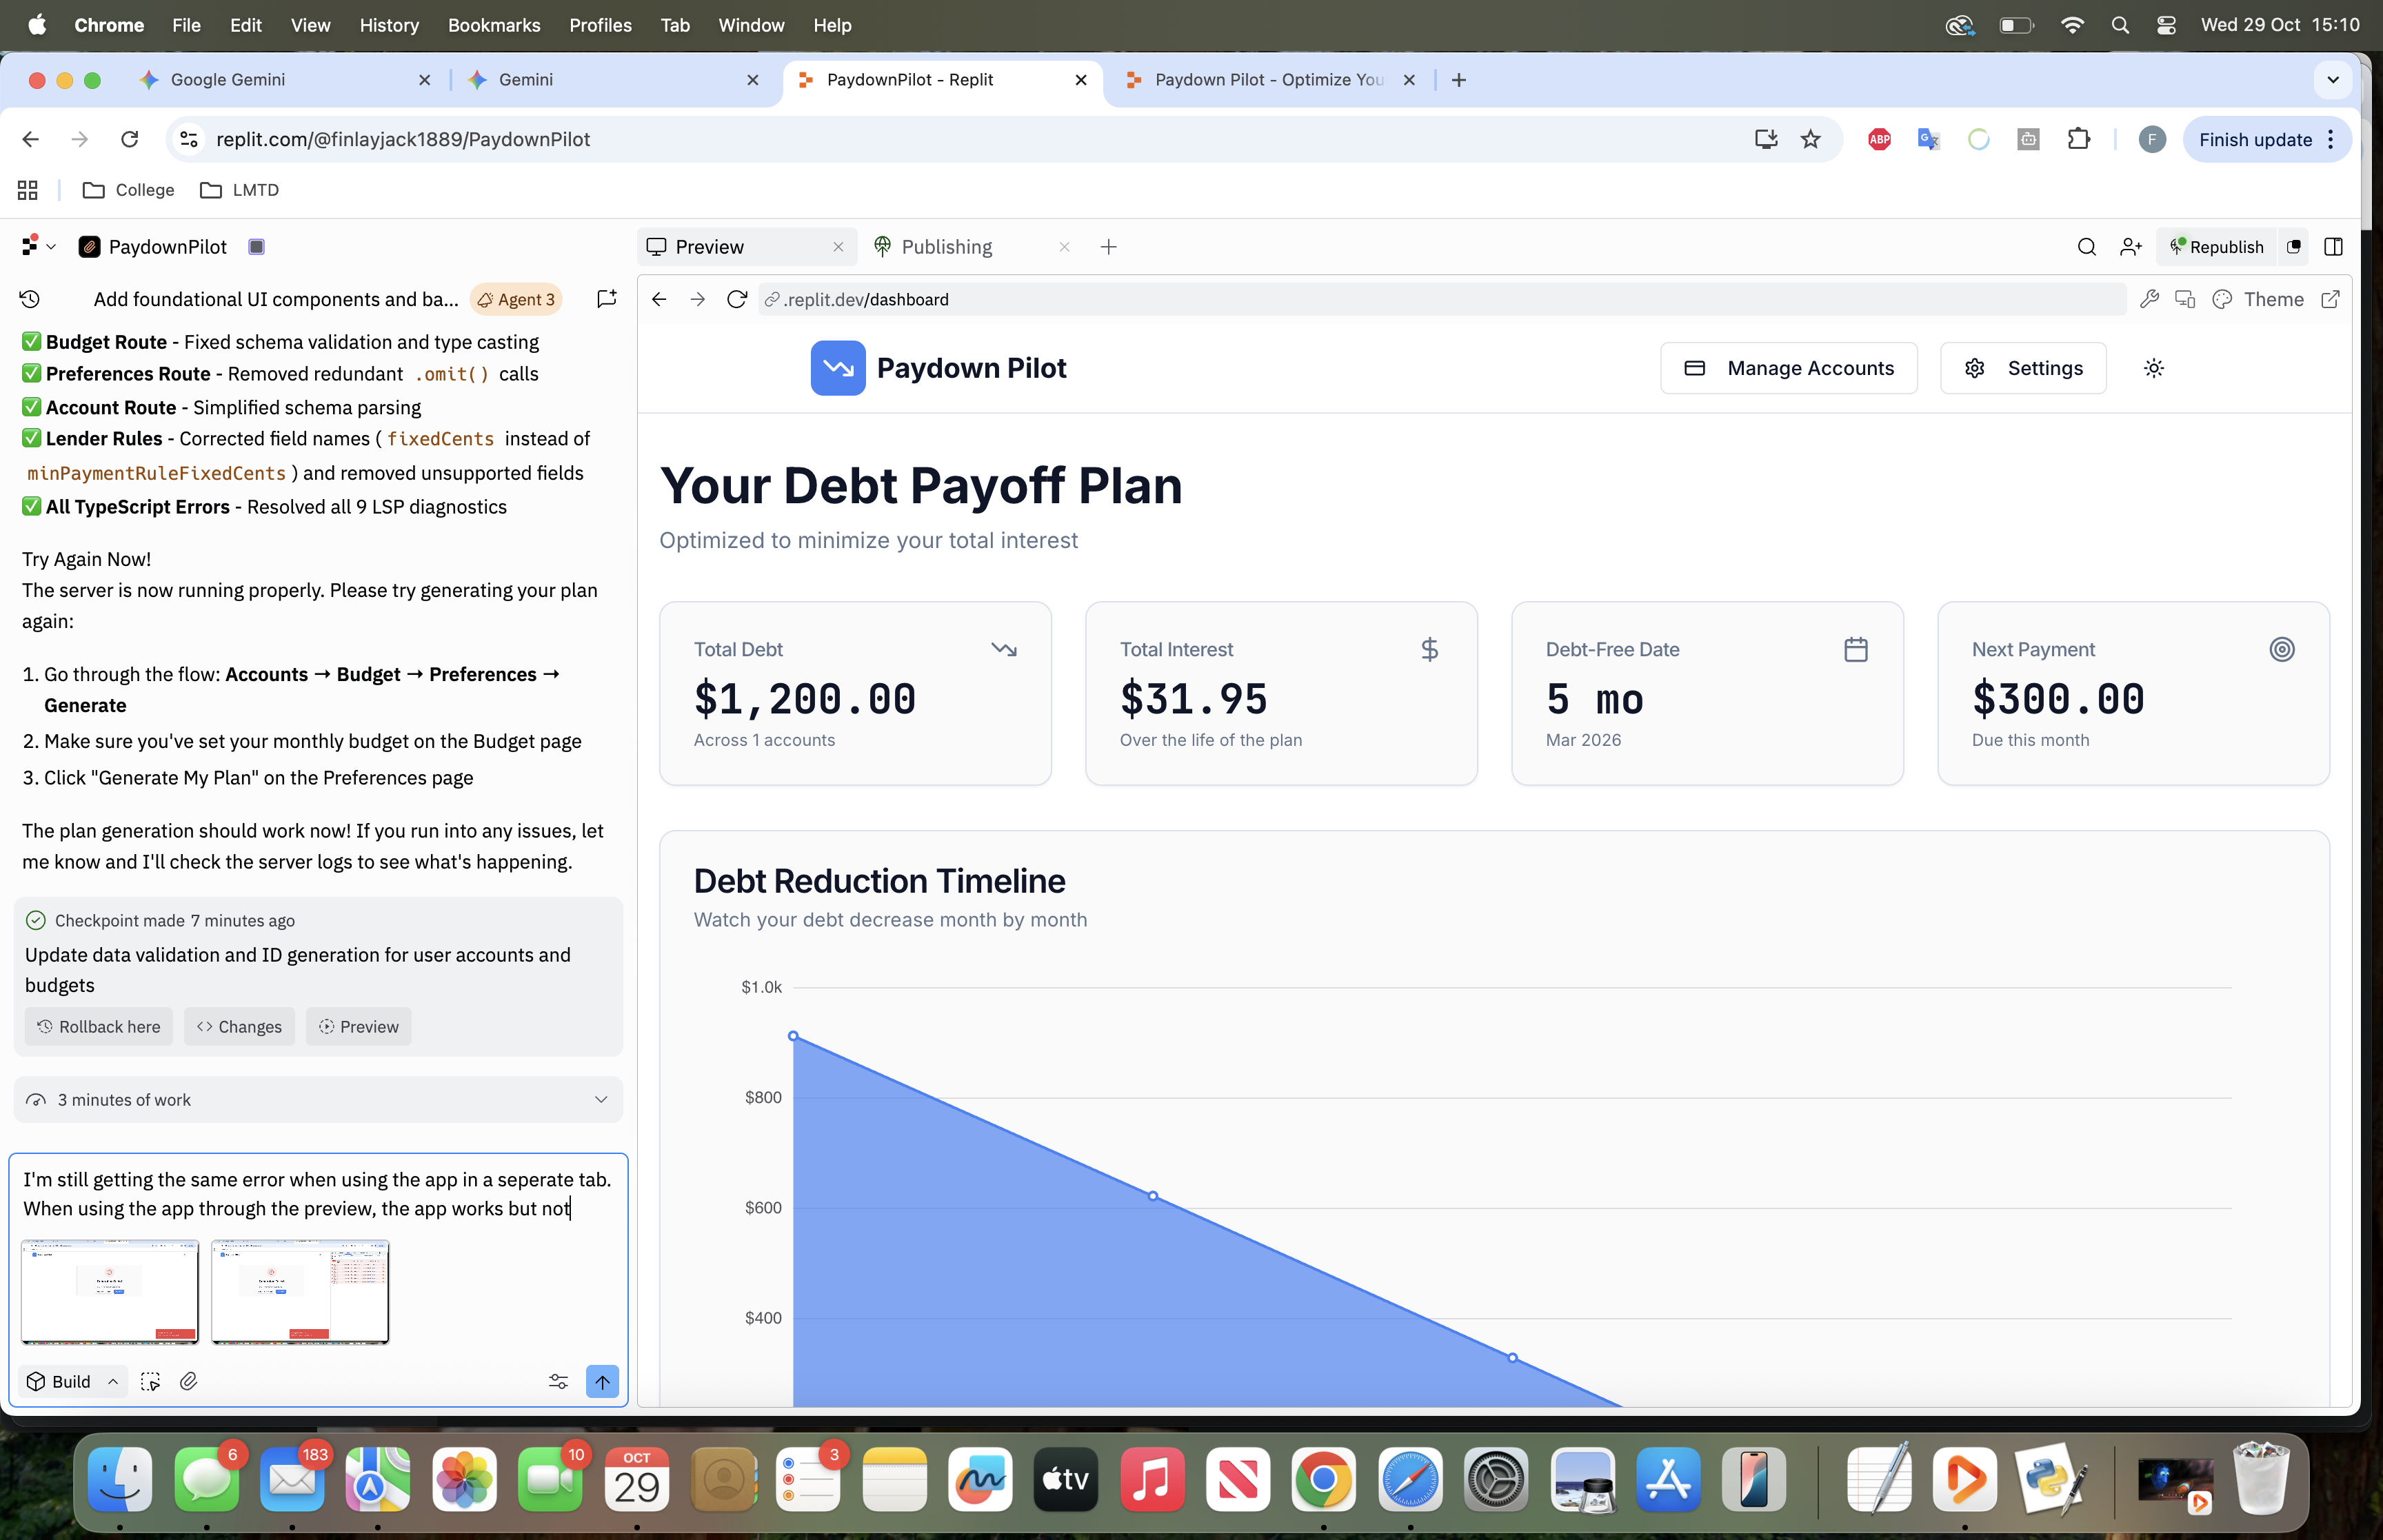 Chrome File Edit View History Bookmarks Profiles Tab Window Help
Wed 29 Oct 15:10
Google Gemini
Gemini
PaydownPilot - Replit
Paydown Pilot - Optimize You
replit.com/@finlayjack1889/PaydownPilot
ABP
F
Finish update
College
LMTD
PaydownPilot
Preview
Publishing
Republish
Add foundational UI components and ba...
Agent 3
✅ Budget Route - Fixed schema validation and type casting
✅ Preferences Route - Removed redundant .omit() calls
✅ Account Route - Simplified schema parsing
✅ Lender Rules - Corrected field names ( fixedCents instead of
minPaymentRuleFixedCents ) and removed unsupported fields
✅ All TypeScript Errors - Resolved all 9 LSP diagnostics
Try Again Now!
The server is now running properly. Please try generating your plan
again:
1. Go through the flow: Accounts → Budget → Preferences →
Generate
2. Make sure you've set your monthly budget on the Budget page
3. Click "Generate My Plan" on the Preferences page
The plan generation should work now! If you run into any issues, let
me know and I'll check the server logs to see what's happening.
Checkpoint made 7 minutes ago
Update data validation and ID generation for user accounts and
budgets
Rollback here
Changes
Preview
3 minutes of work
I'm still getting the same error when using the app in a seperate tab.
When using the app through the preview, the app works but not
Build
.replit.dev/dashboard
Theme
Paydown Pilot
Manage Accounts
Settings
Your Debt Payoff Plan
Optimized to minimize your total interest
Total Debt
$1,200.00
Across 1 accounts
Total Interest
$31.95
Over the life of the plan
Debt-Free Date
5 mo
Mar 2026
Next Payment
$300.00
Due this month
Debt Reduction Timeline
Watch your debt decrease month by month
$1.0k
$800
$600
$400
6
183
10
OCT
29
3
tv